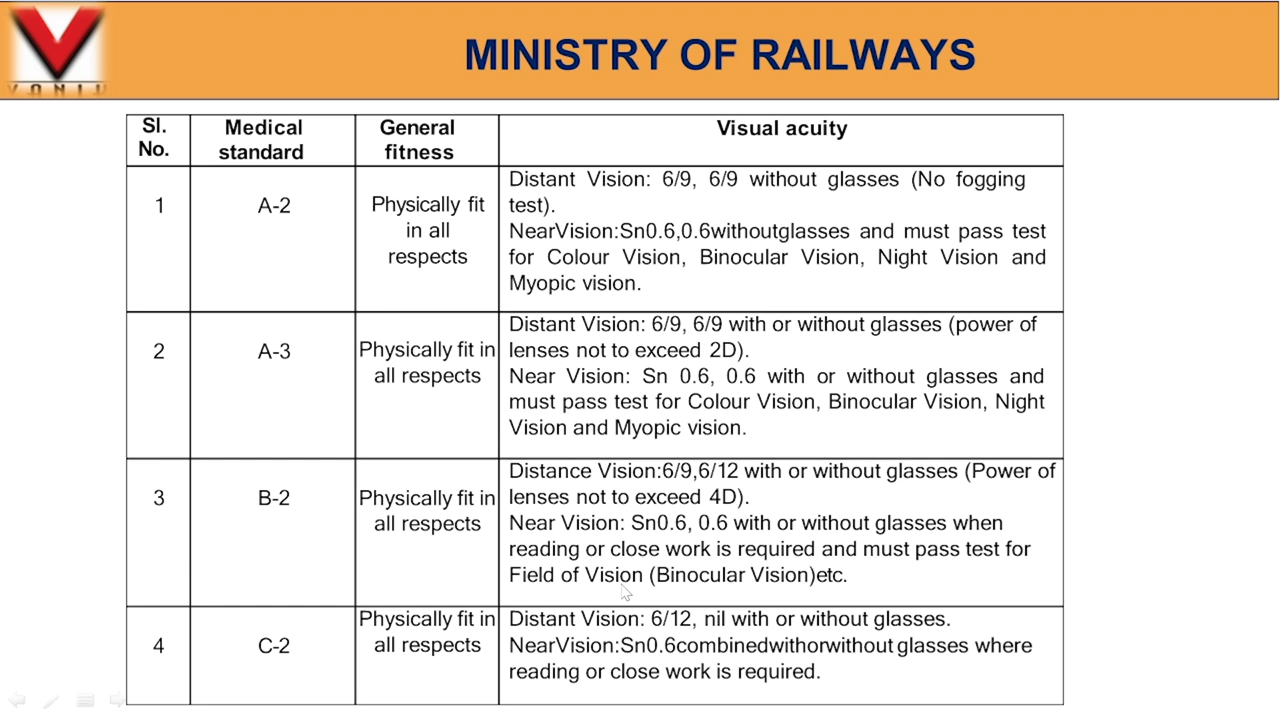 VANIJ
MINISTRY OF RAILWAYS
Sl.
No.
Medical
standard
General
fitness
Visual acuity
1
A-2
Physically fit
in all
respects
Distant Vision: 6/9, 6/9 without glasses (No fogging
test).
NearVision:Sn0.6,0.6withoutglasses and must pass test
for Colour Vision, Binocular Vision, Night Vision and
Myopic vision.
2
A-3
Physically fit in
all respects
Distant Vision: 6/9, 6/9 with or without glasses (power of
lenses not to exceed 2D).
Near Vision: Sn 0.6, 0.6 with or without glasses and
must pass test for Colour Vision, Binocular Vision, Night
Vision and Myopic vision.
3
B-2
Physically fit in
all respects
Distance Vision:6/9,6/12 with or without glasses (Power of
lenses not to exceed 4D).
Near Vision: Sn0.6, 0.6 with or without glasses when
reading or close work is required and must pass test for
Field of Vision (Binocular Vision)etc.
4
C-2
Physically fit in
all respects
Distant Vision: 6/12, nil with or without glasses.
NearVision:Sn0.6combinedwithorwithout glasses where
reading or close work is required.